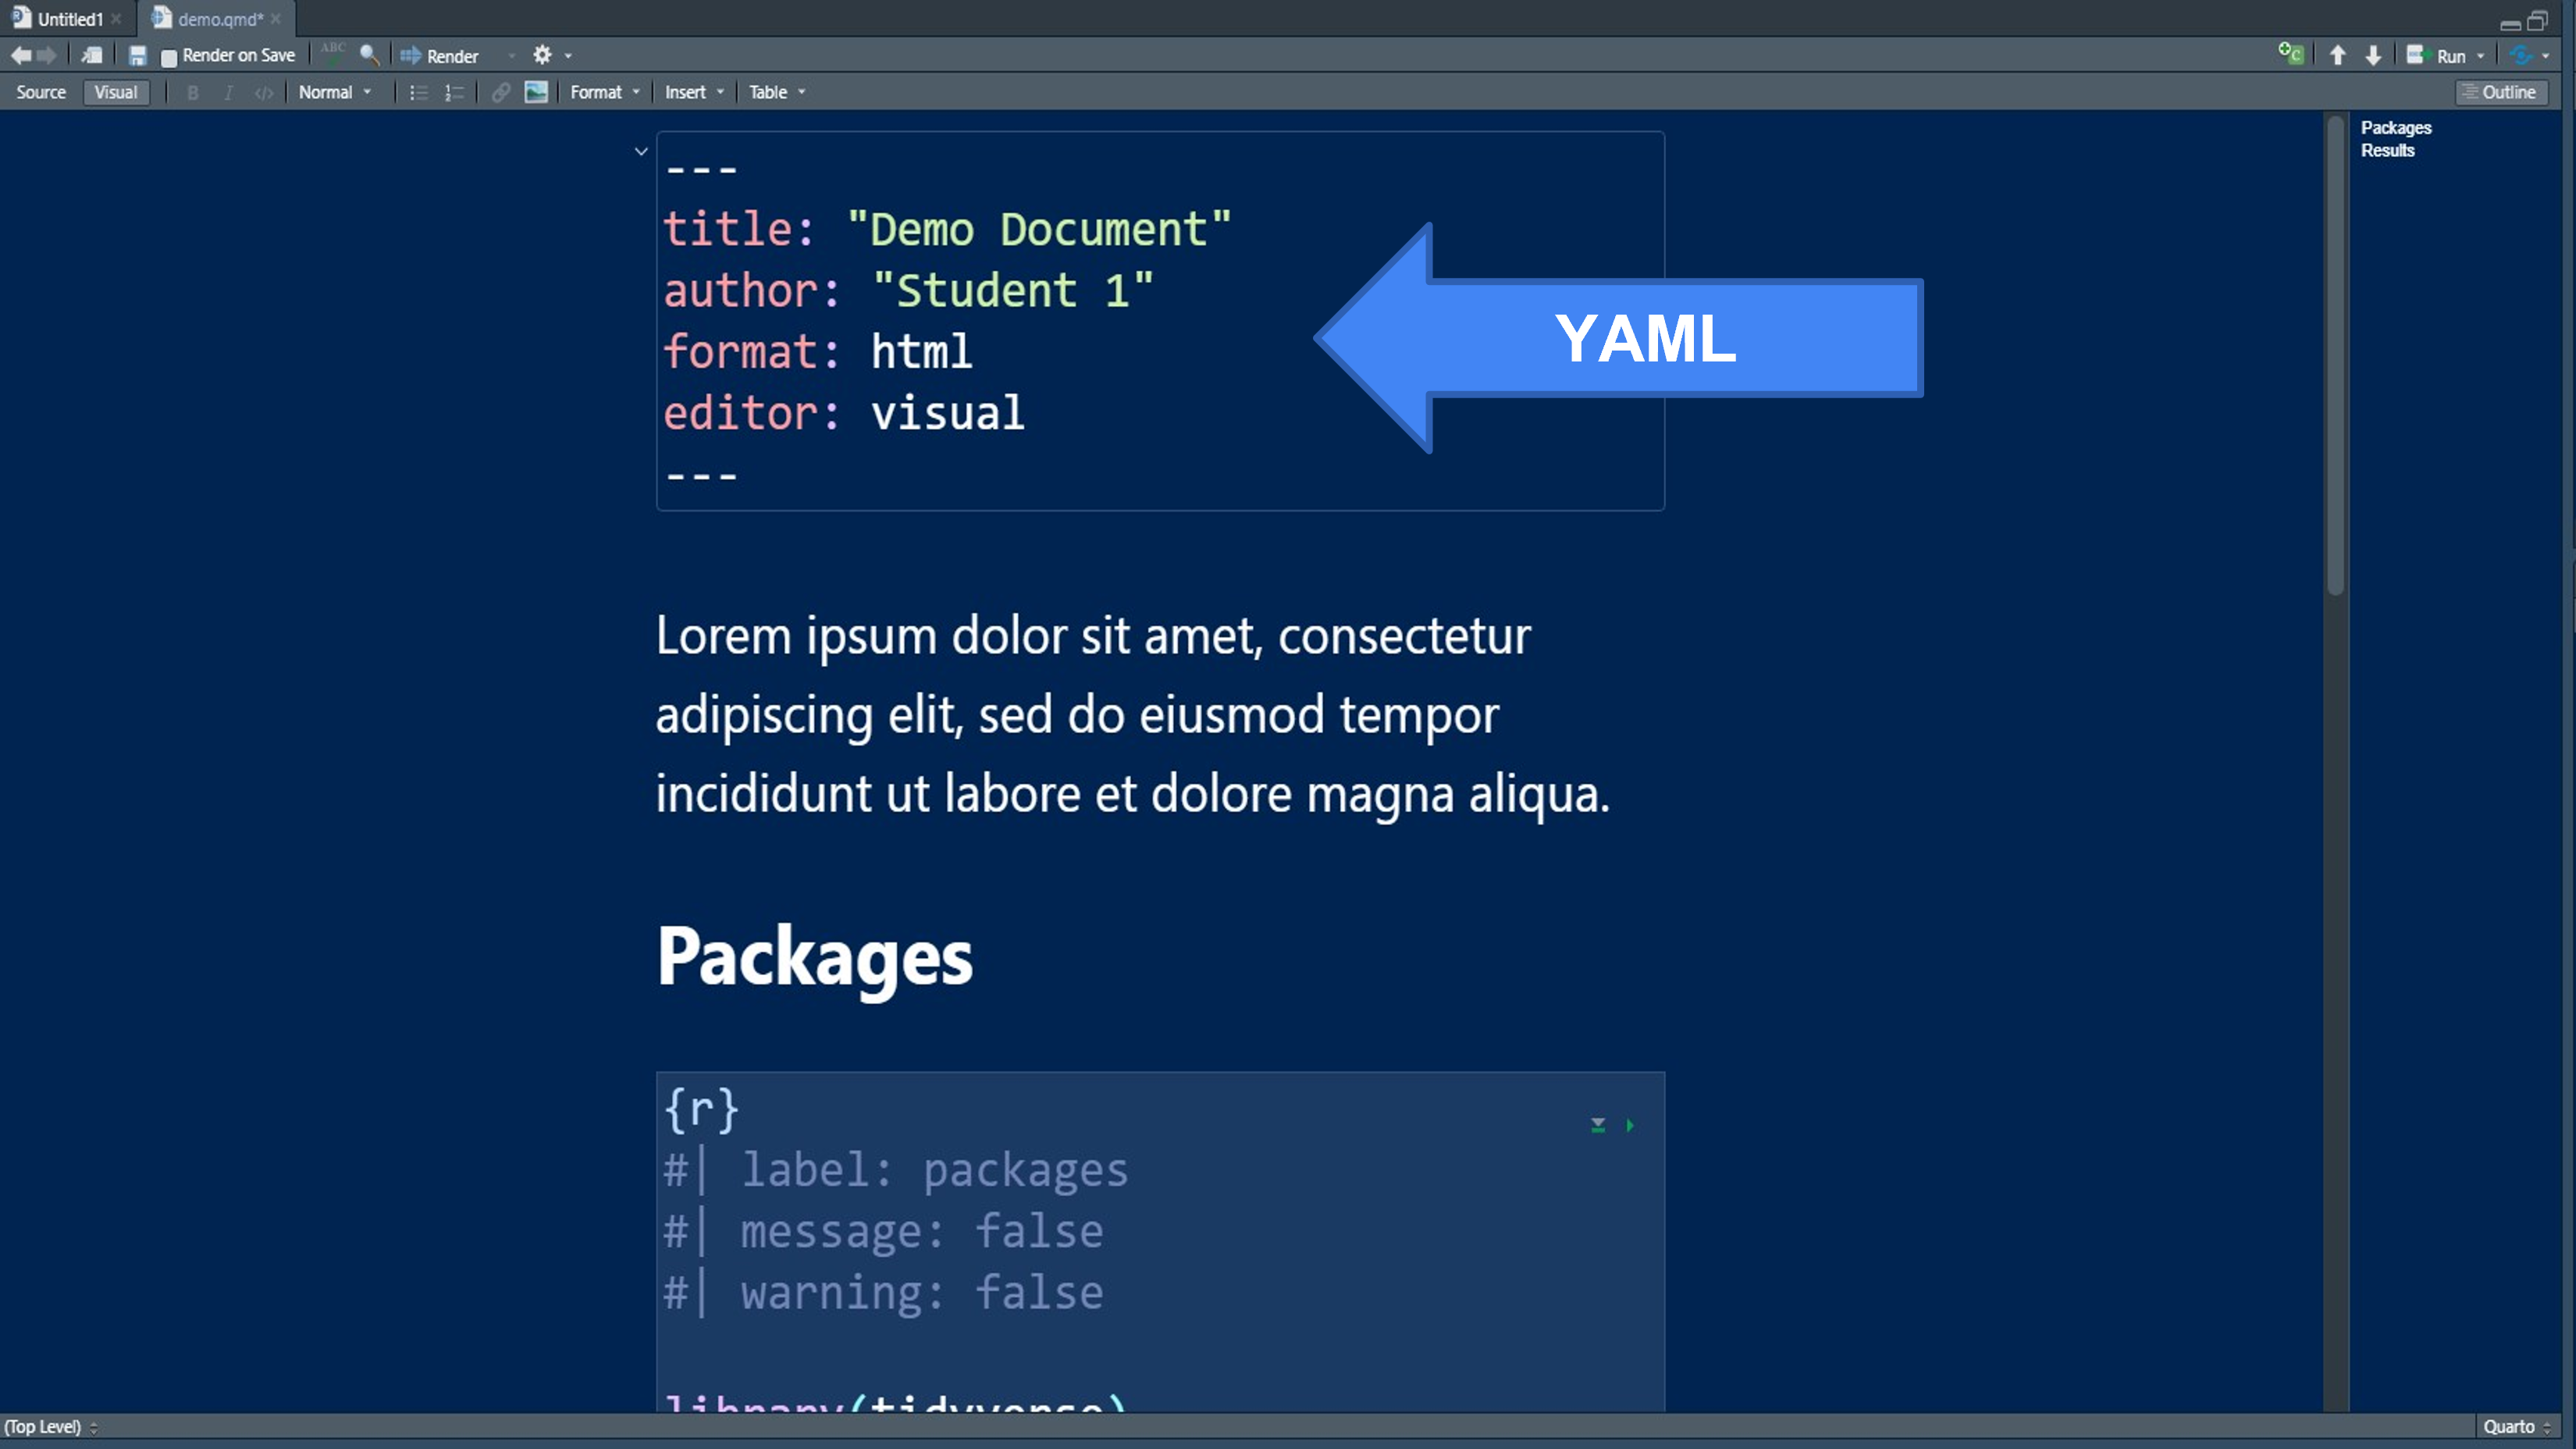 Untitled1
demo.qmd*
Render on Save
ABC
Render
Run
Source
Visual
B
I
</>
Normal
Format
Insert
Table
Outline
---
title: "Demo Document"
author: "Student 1"
format: html
editor: visual
---
YAML
Packages
Results
Lorem ipsum dolor sit amet, consectetur
adipiscing elit, sed do eiusmod tempor
incididunt ut labore et dolore magna aliqua.
Packages
{r}
#| label: packages
#| message: false
#| warning: false
library(tidyverse)
(Top Level)
Quarto